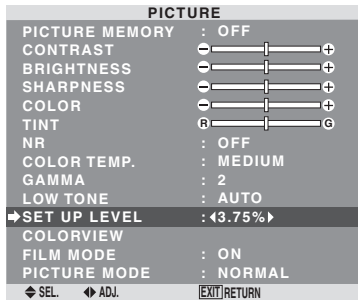 PICTURE
PICTURE MEMORY : OFF
CONTRAST
BRIGHTNESS
SHARPNESS
COLOR
TINT R G
NR : OFF
COLOR TEMP. : MEDIUM
GAMMA : 2
LOW TONE : AUTO
SET UP LEVEL : 3.75%
COLORVIEW
FILM MODE : ON
PICTURE MODE : NORMAL
SEL. ADJ. EXIT RETURN